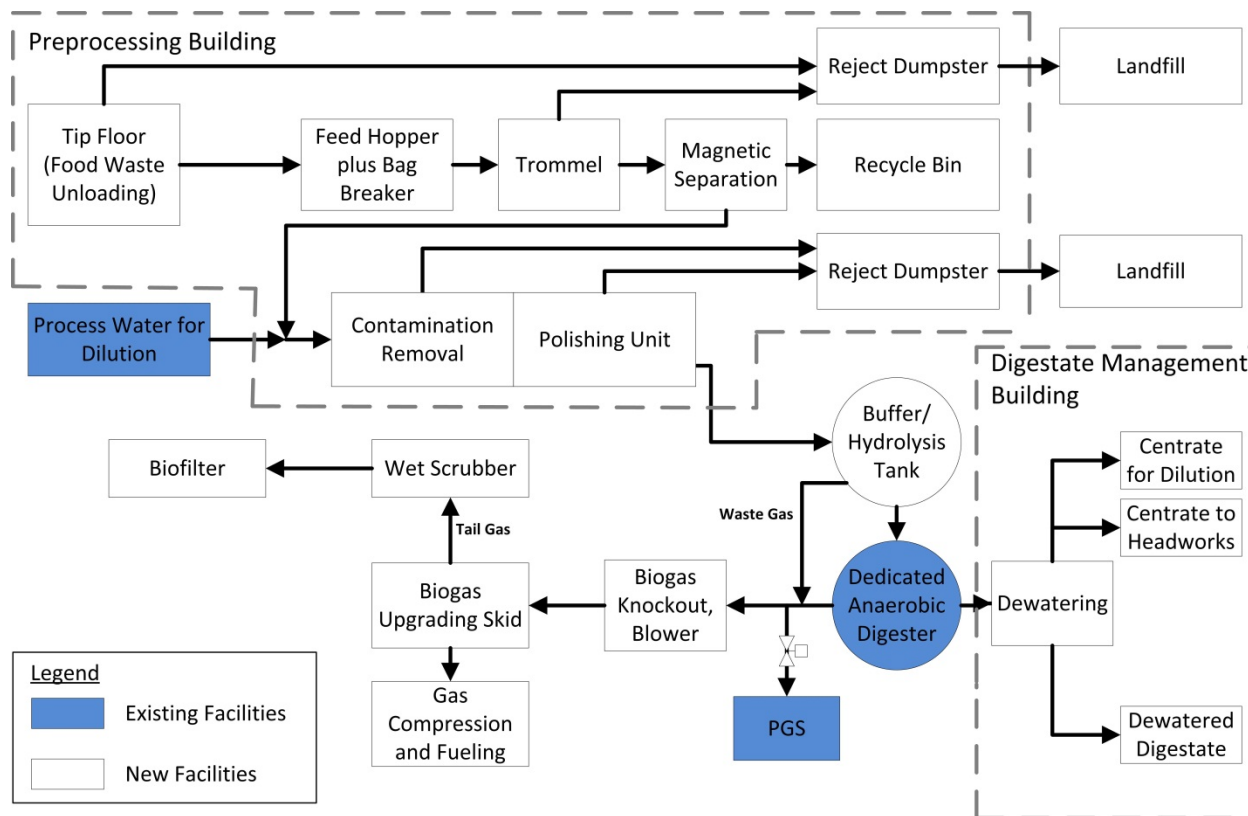 Preprocessing Building
Reject Dumpster
Landfill
Tip Floor
(Food Waste
Unloading)
Feed Hopper
plus Bag
Breaker
Trommel
Magnetic
Separation
Recycle Bin
Reject Dumpster
Landfill
Process Water for
Dilution
Contamination
Removal
Polishing Unit
Digestate Management
Building
Buffer/
Hydrolysis
Tank
Biofilter
Wet Scrubber
Centrate
for Dilution
Tail Gas
Waste Gas
Centrate to
Headworks
Biogas
Upgrading Skid
Biogas
Knockout,
Blower
Dedicated
Anaerobic
Digester
Dewatering
Legend
Existing Facilities
New Facilities
Gas
Compression
and Fueling
PGS
Dewatered
Digestate